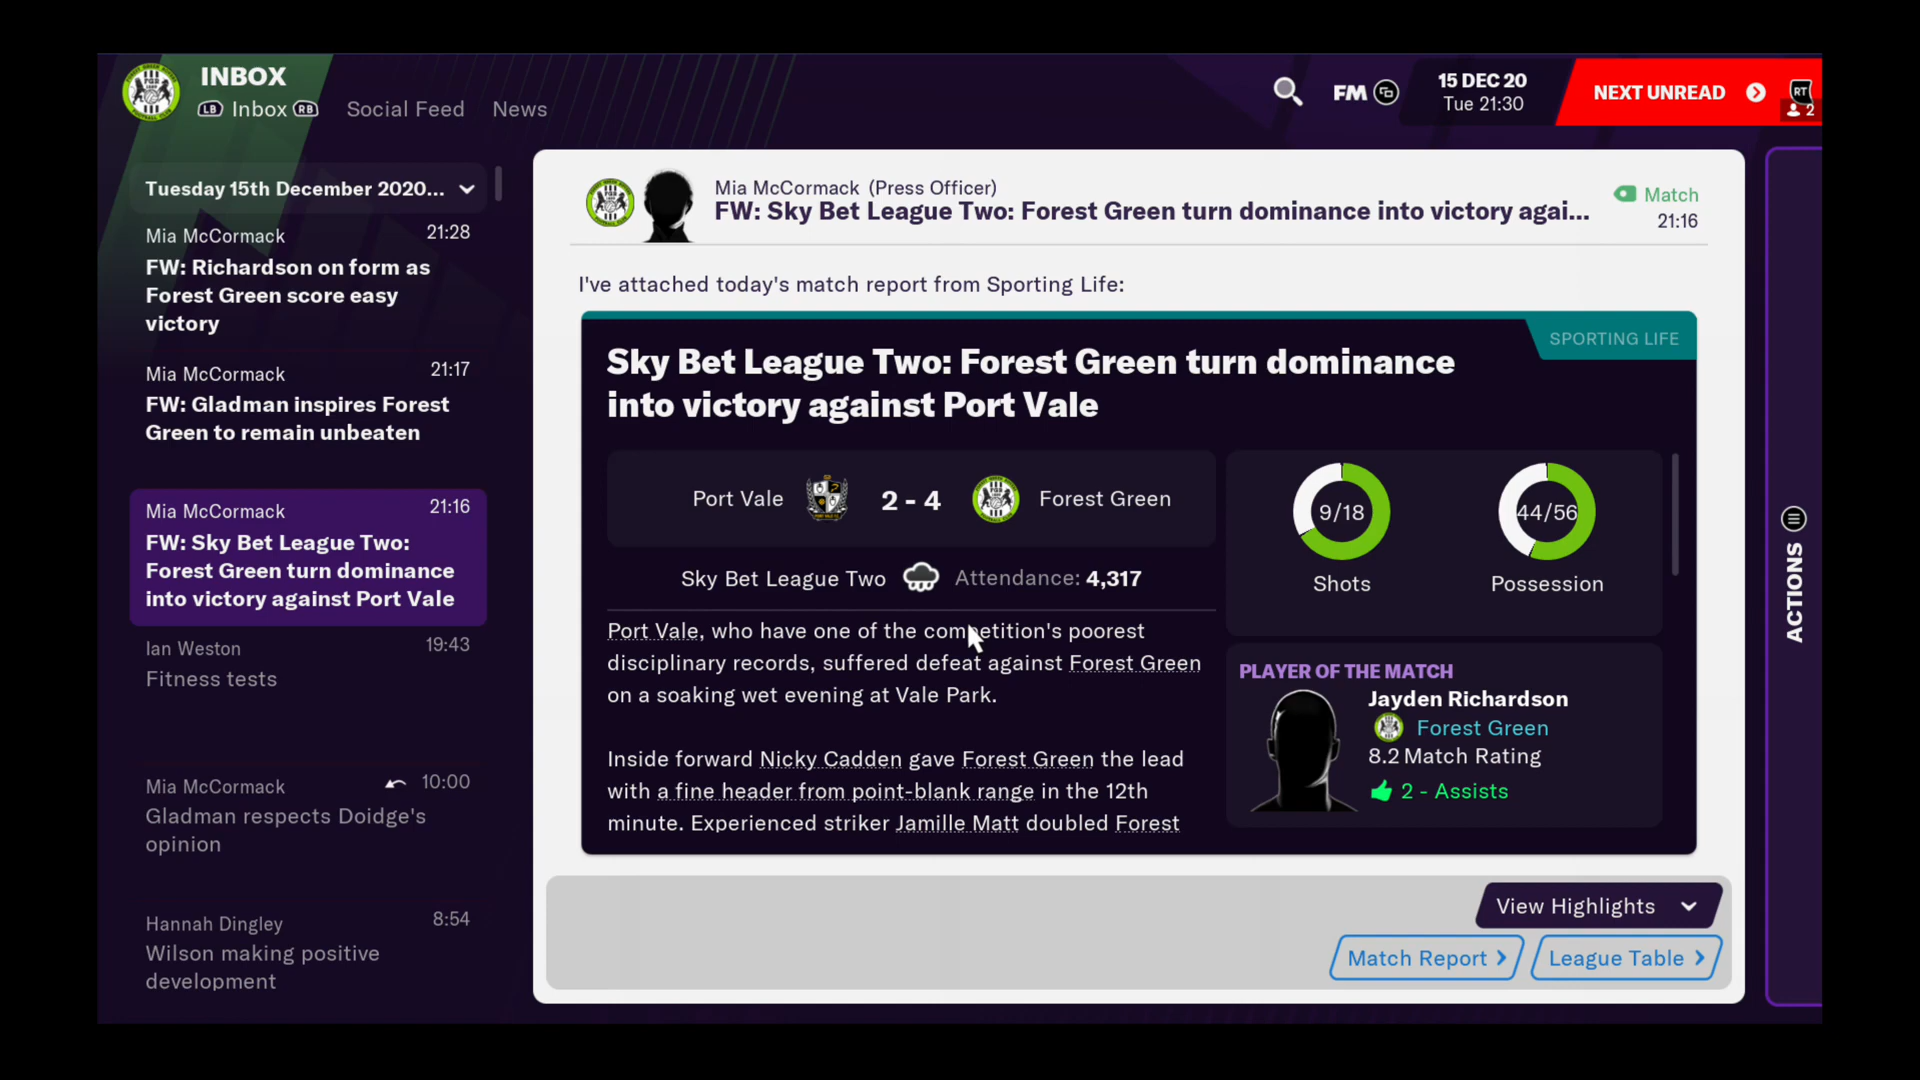 INBOX
LB Inbox RB
Social Feed
News
FM
15 DEC 20
Tue 21:30
NEXT UNREAD
RT
2
Tuesday 15th December 2020...
Mia McCormack 21:28
FW: Richardson on form as
Forest Green score easy
victory
Mia McCormack 21:17
FW: Gladman inspires Forest
Green to remain unbeaten
Mia McCormack 21:16
FW: Sky Bet League Two:
Forest Green turn dominance
into victory against Port Vale
Ian Weston 19:43
Fitness tests
Mia McCormack 10:00
Gladman respects Doidge's
opinion
Hannah Dingley 8:54
Wilson making positive
development
Mia McCormack (Press Officer)
FW: Sky Bet League Two: Forest Green turn dominance into victory agai...
Match
21:16
I've attached today's match report from Sporting Life:
SPORTING LIFE
Sky Bet League Two: Forest Green turn dominance
into victory against Port Vale
Port Vale 2 - 4 Forest Green
Sky Bet League Two Attendance: 4,317
Port Vale, who have one of the competition's poorest
disciplinary records, suffered defeat against Forest Green
on a soaking wet evening at Vale Park.
Inside forward Nicky Cadden gave Forest Green the lead
with a fine header from point-blank range in the 12th
minute. Experienced striker Jamille Matt doubled Forest
9/18
Shots
44/56
Possession
PLAYER OF THE MATCH
Jayden Richardson
Forest Green
8.2 Match Rating
2 - Assists
View Highlights
Match Report
League Table
ACTIONS